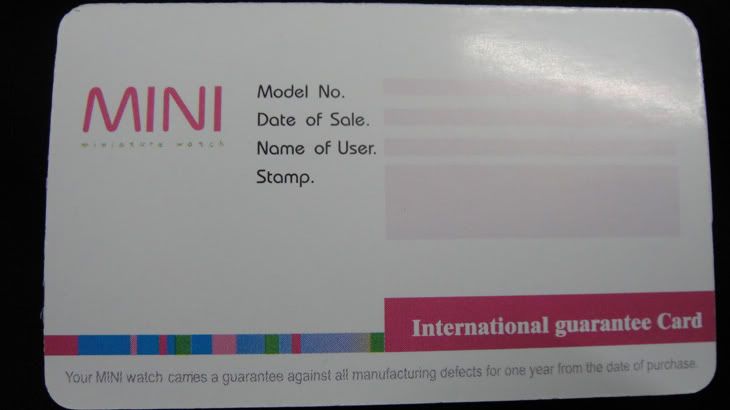 MINI
miniature watch
Model No.
Date of Sale.
Name of User.
Stamp.
International guarantee Card
Your MINI watch carries a guarantee against all manufacturing defects for one year from the date of purchase.